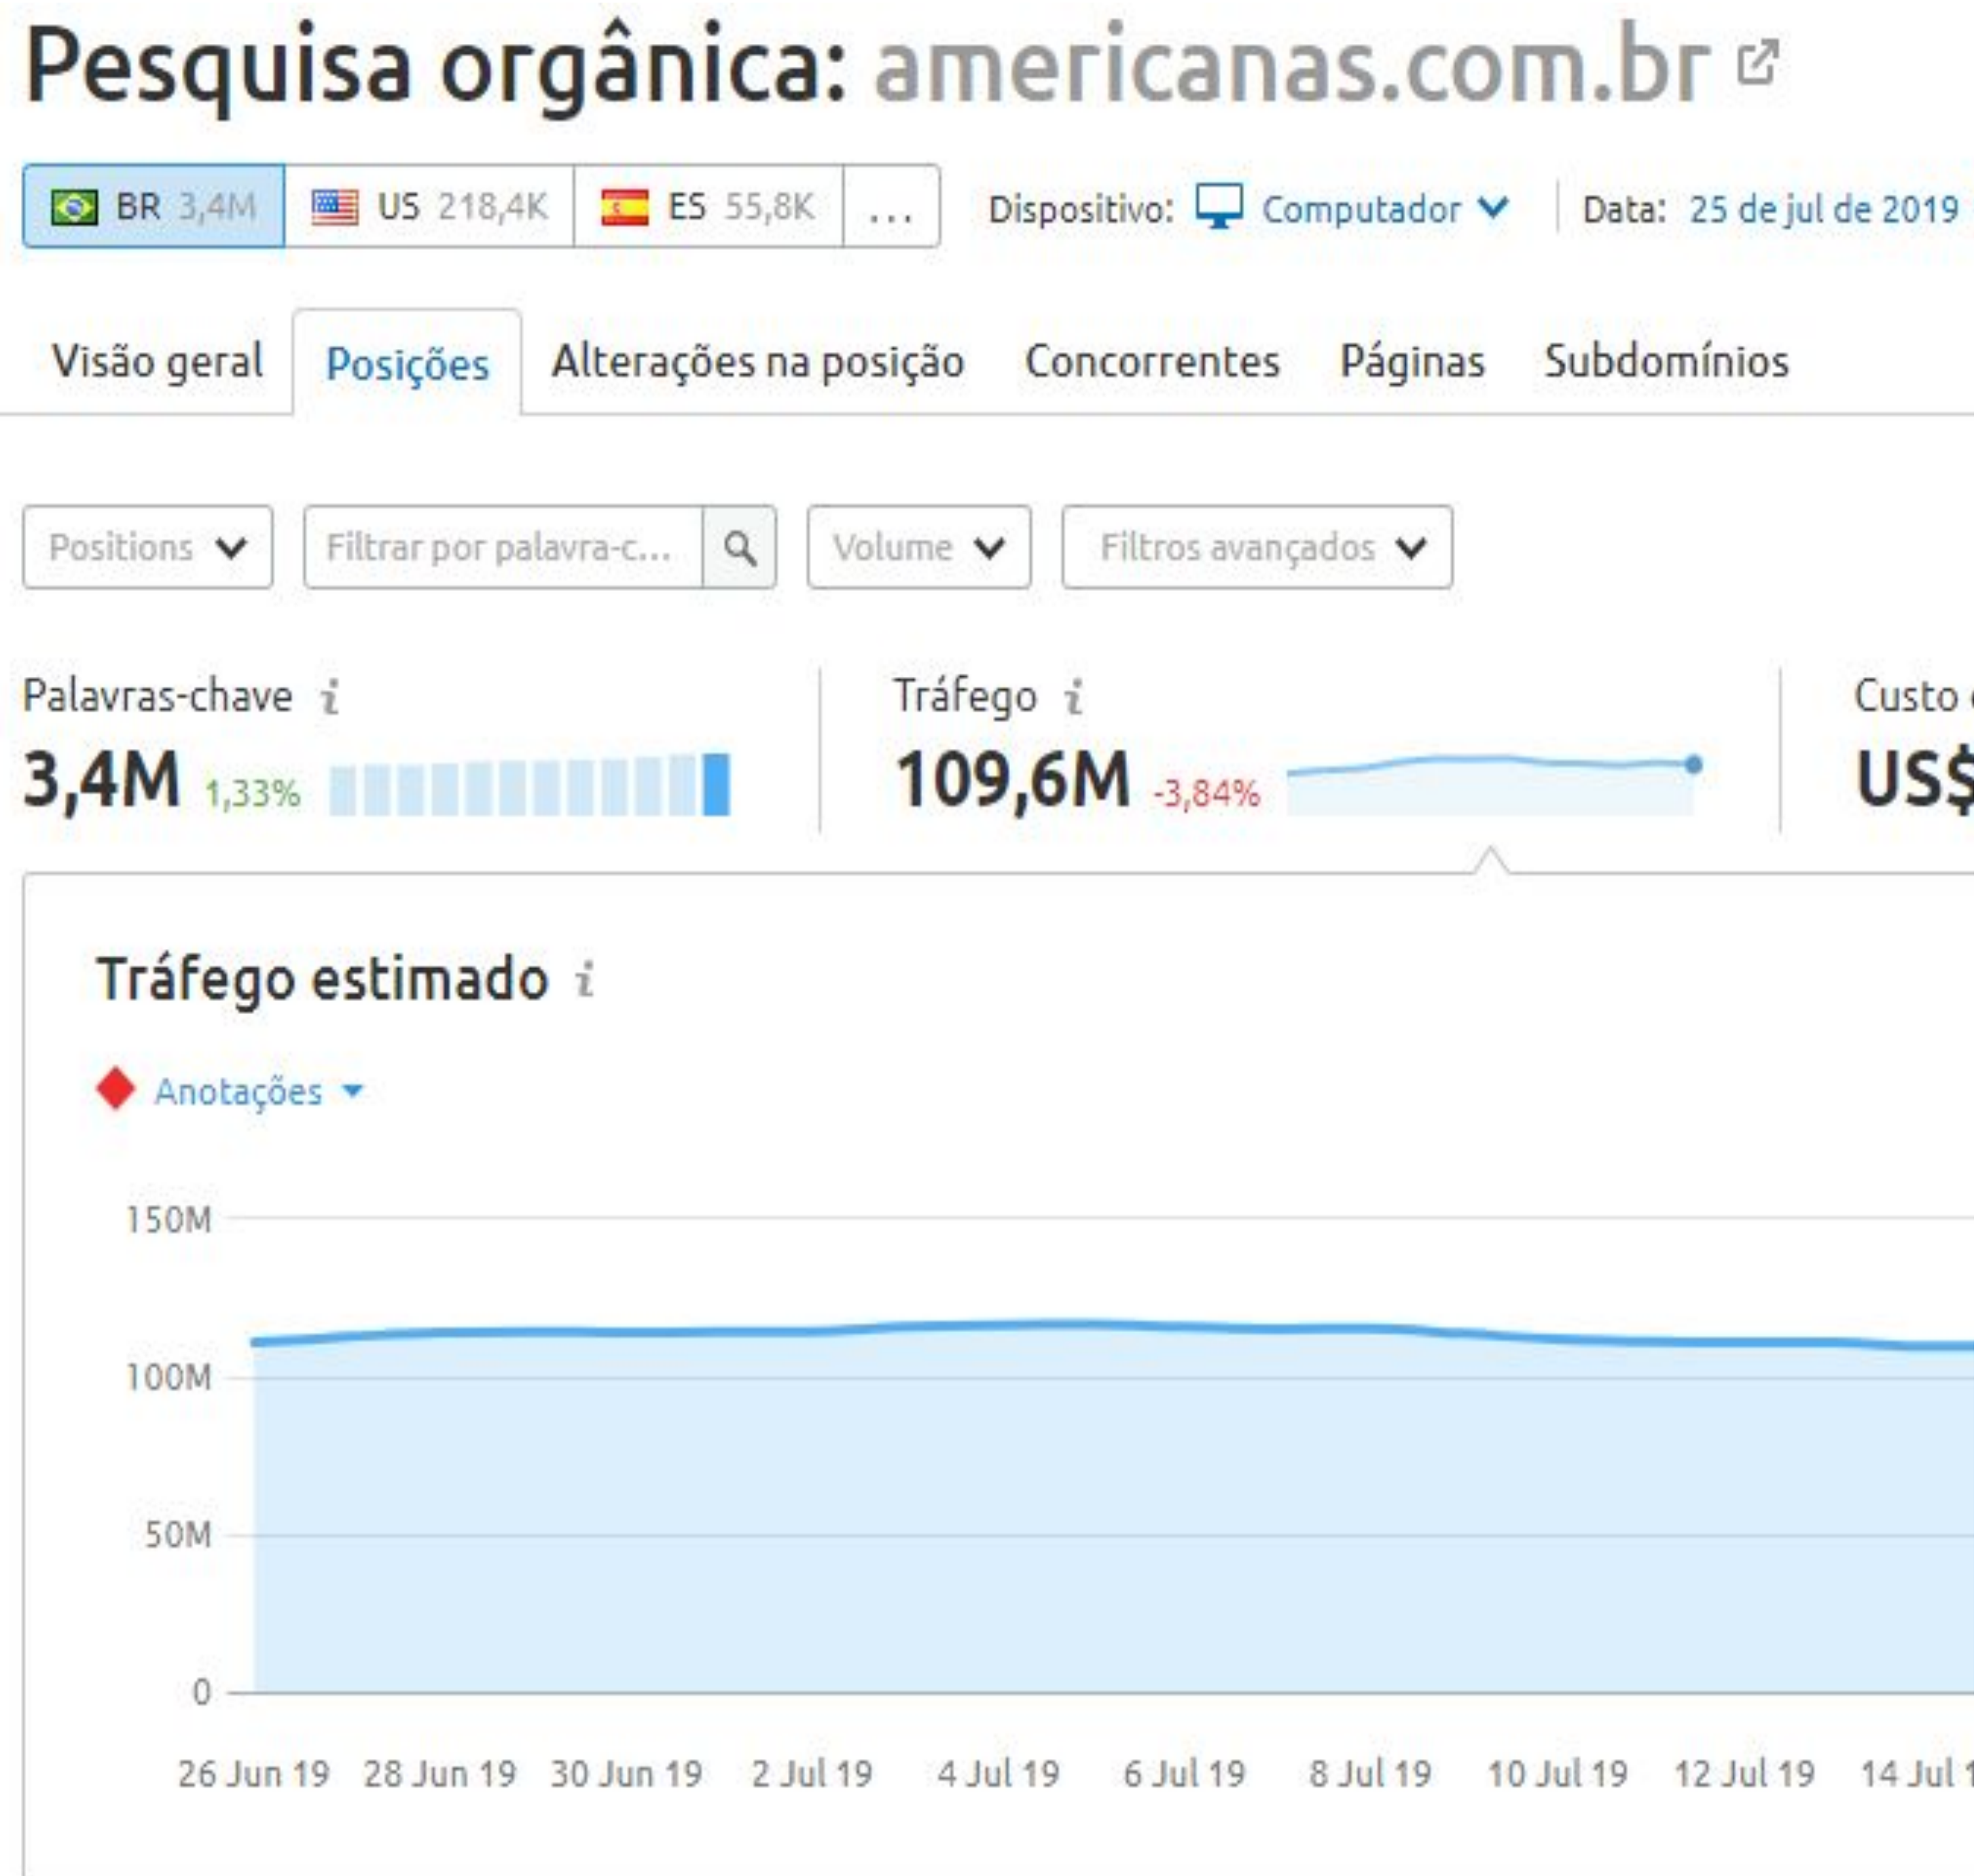 Pesquisa orgânica: americanas.com.br
BR 3,4M US 218,4K ES 55,8K ... Dispositivo: Computador Data: 25 de jul de 2019
Visão geral Posições Alterações na posição Concorrentes Páginas Subdomínios
Positions Filtrar por palavra-c... Volume Filtros avançados
Palavras-chave i Tráfego i Custo
3,4M 1,33% 109,6M -3,84% US$
Tráfego estimado i
Anotações
150M
100M
50M
0
26 Jun 19 28 Jun 19 30 Jun 19 2 Jul 19 4 Jul 19 6 Jul 19 8 Jul 19 10 Jul 19 12 Jul 19 14 Jul